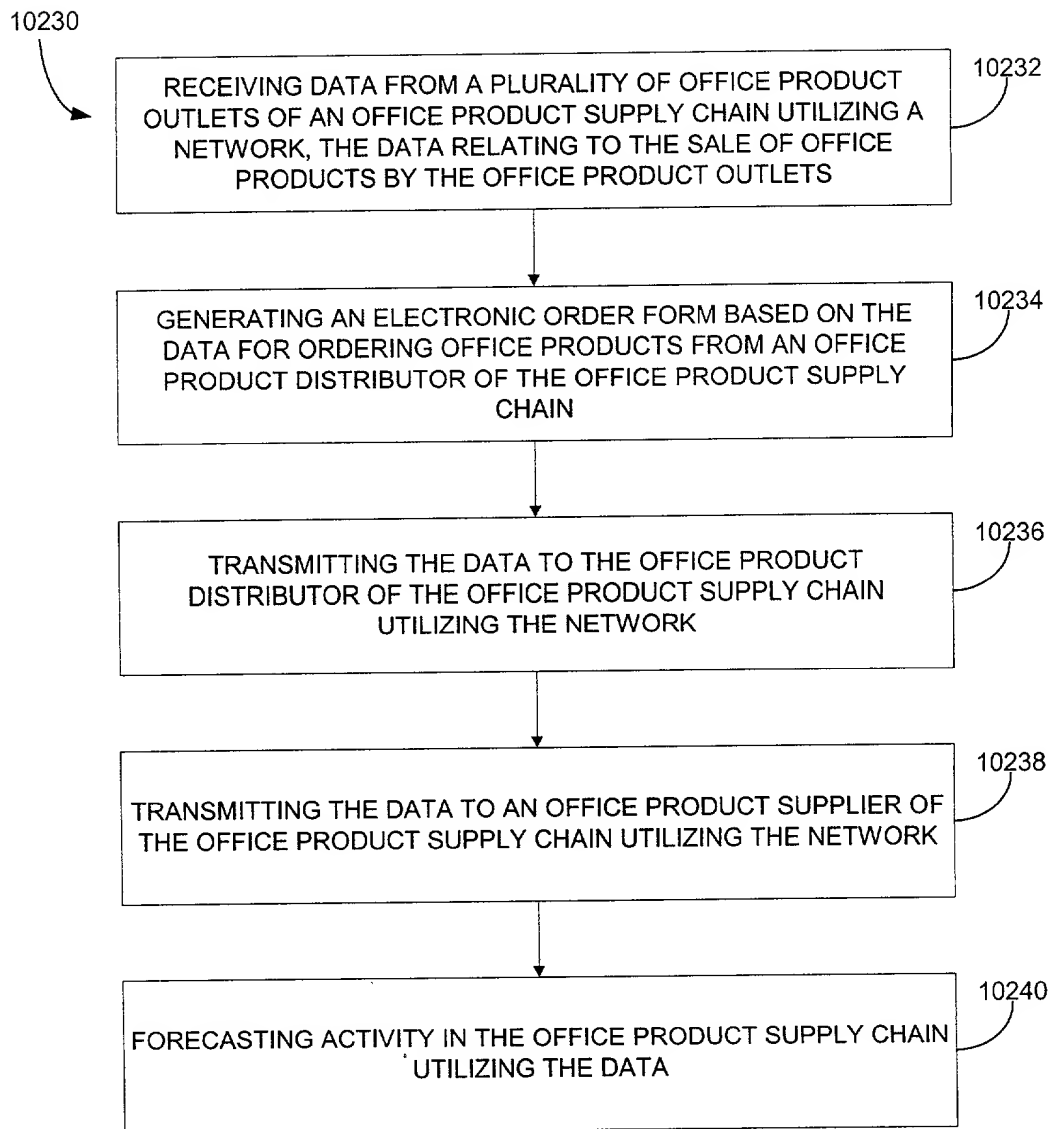 10230
RECEIVING DATA FROM A PLURALITY OF OFFICE PRODUCT
OUTLETS OF AN OFFICE PRODUCT SUPPLY CHAIN UTILIZING A
NETWORK, THE DATA RELATING TO THE SALE OF OFFICE
PRODUCTS BY THE OFFICE PRODUCT OUTLETS
10232
GENERATING AN ELECTRONIC ORDER FORM BASED ON THE
DATA FOR ORDERING OFFICE PRODUCTS FROM AN OFFICE
PRODUCT DISTRIBUTOR OF THE OFFICE PRODUCT SUPPLY
CHAIN
10234
TRANSMITTING THE DATA TO THE OFFICE PRODUCT
DISTRIBUTOR OF THE OFFICE PRODUCT SUPPLY CHAIN
UTILIZING THE NETWORK
10236
TRANSMITTING THE DATA TO AN OFFICE PRODUCT SUPPLIER OF
THE OFFICE PRODUCT SUPPLY CHAIN UTILIZING THE NETWORK
10238
FORECASTING ACTIVITY IN THE OFFICE PRODUCT SUPPLY CHAIN
UTILIZING THE DATA
10240